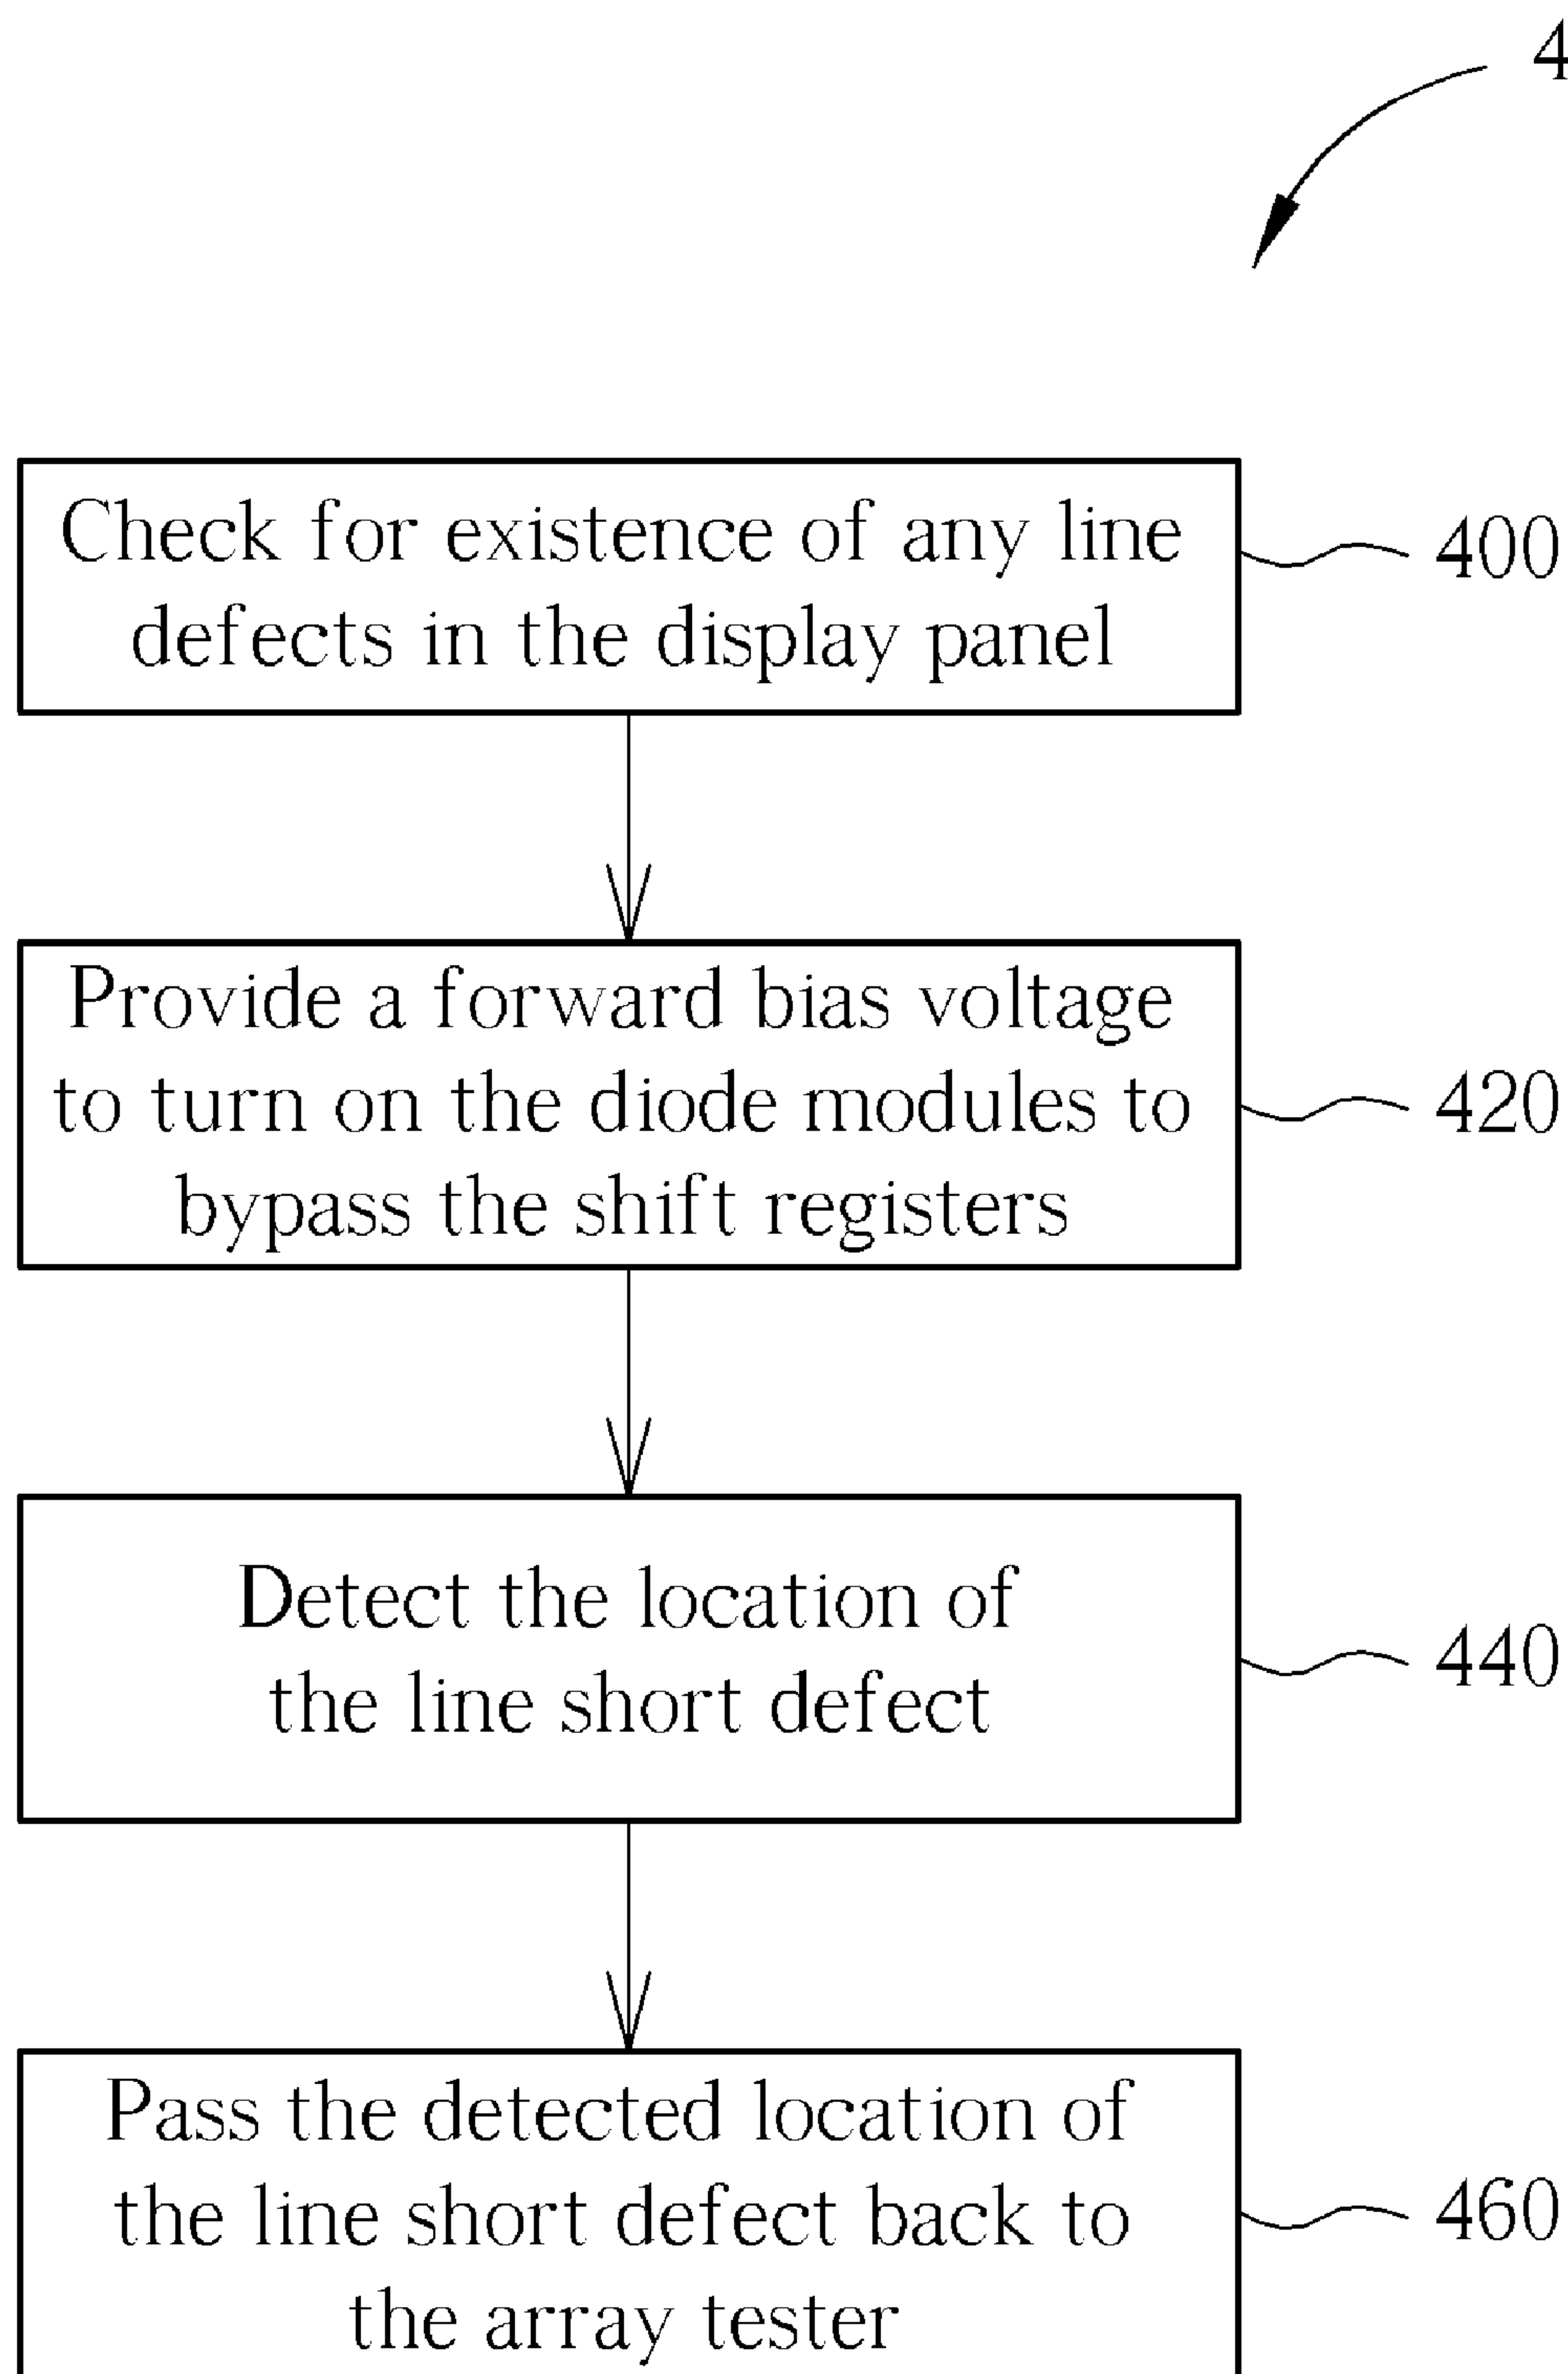 4
Check for existence of any line
defects in the display panel
400
Provide a forward bias voltage
to turn on the diode modules to
bypass the shift registers
420
Detect the location of
the line short defect
440
Pass the detected location of
the line short defect back to
the array tester
460